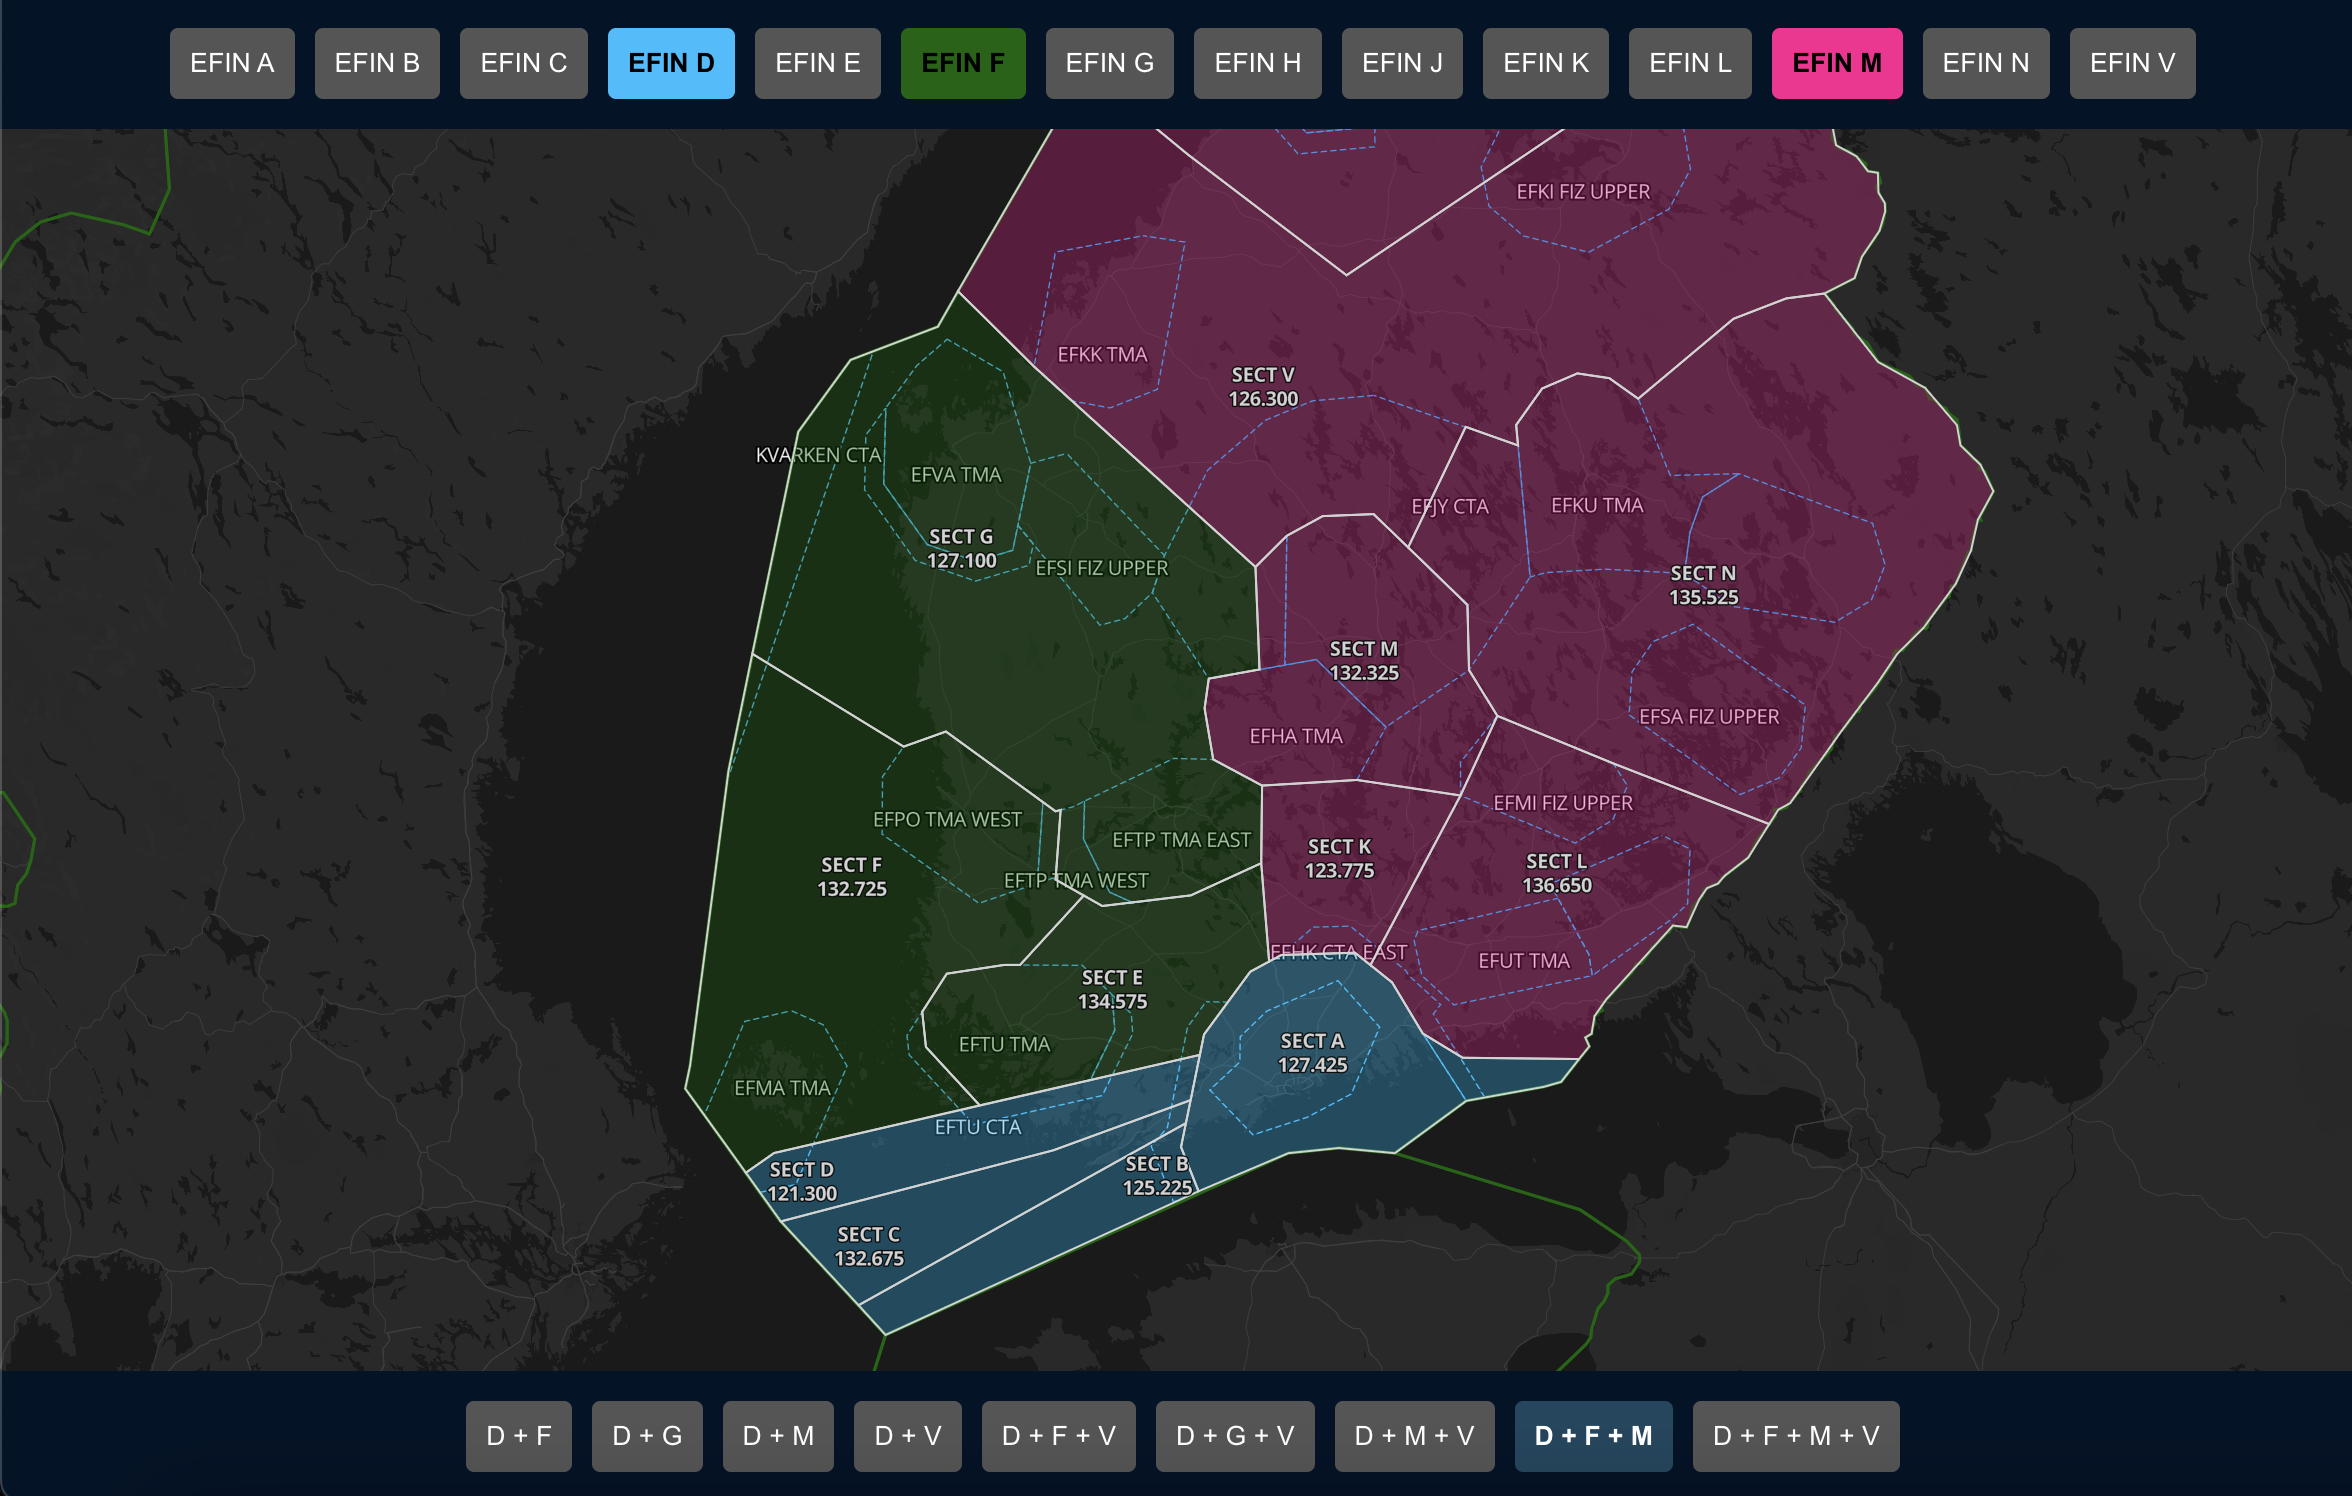 EFIN A
EFIN B
EFIN C
EFIN D
EFIN E
EFIN F
EFIN G
EFIN H
EFIN J
EFIN K
EFIN L
EFIN M
EFIN N
EFIN V
EFKI FIZ UPPER
EFKK TMA
SECT V
126.300
KVARKEN CTA
EFVA TMA
EFJY CTA
EFKU TMA
SECT G
127.100
EFSI FIZ UPPER
SECT N
135.525
SECT M
132.325
EFSA FIZ UPPER
EFHA TMA
EFMI FIZ UPPER
EFPO TMA WEST
EFTP TMA EAST
SECT K
123.775
SECT F
132.725
SECT L
136.650
EFTP TMA WEST
EFHK CTA EAST
EFUT TMA
SECT E
134.575
EFTU TMA
SECT A
127.425
EFMA TMA
EFTU CTA
SECT D
121.300
SECT B
125.225
SECT C
132.675
D + F
D + G
D + M
D + V
D + F + V
D + G + V
D + M + V
D + F + M
D + F + M + V